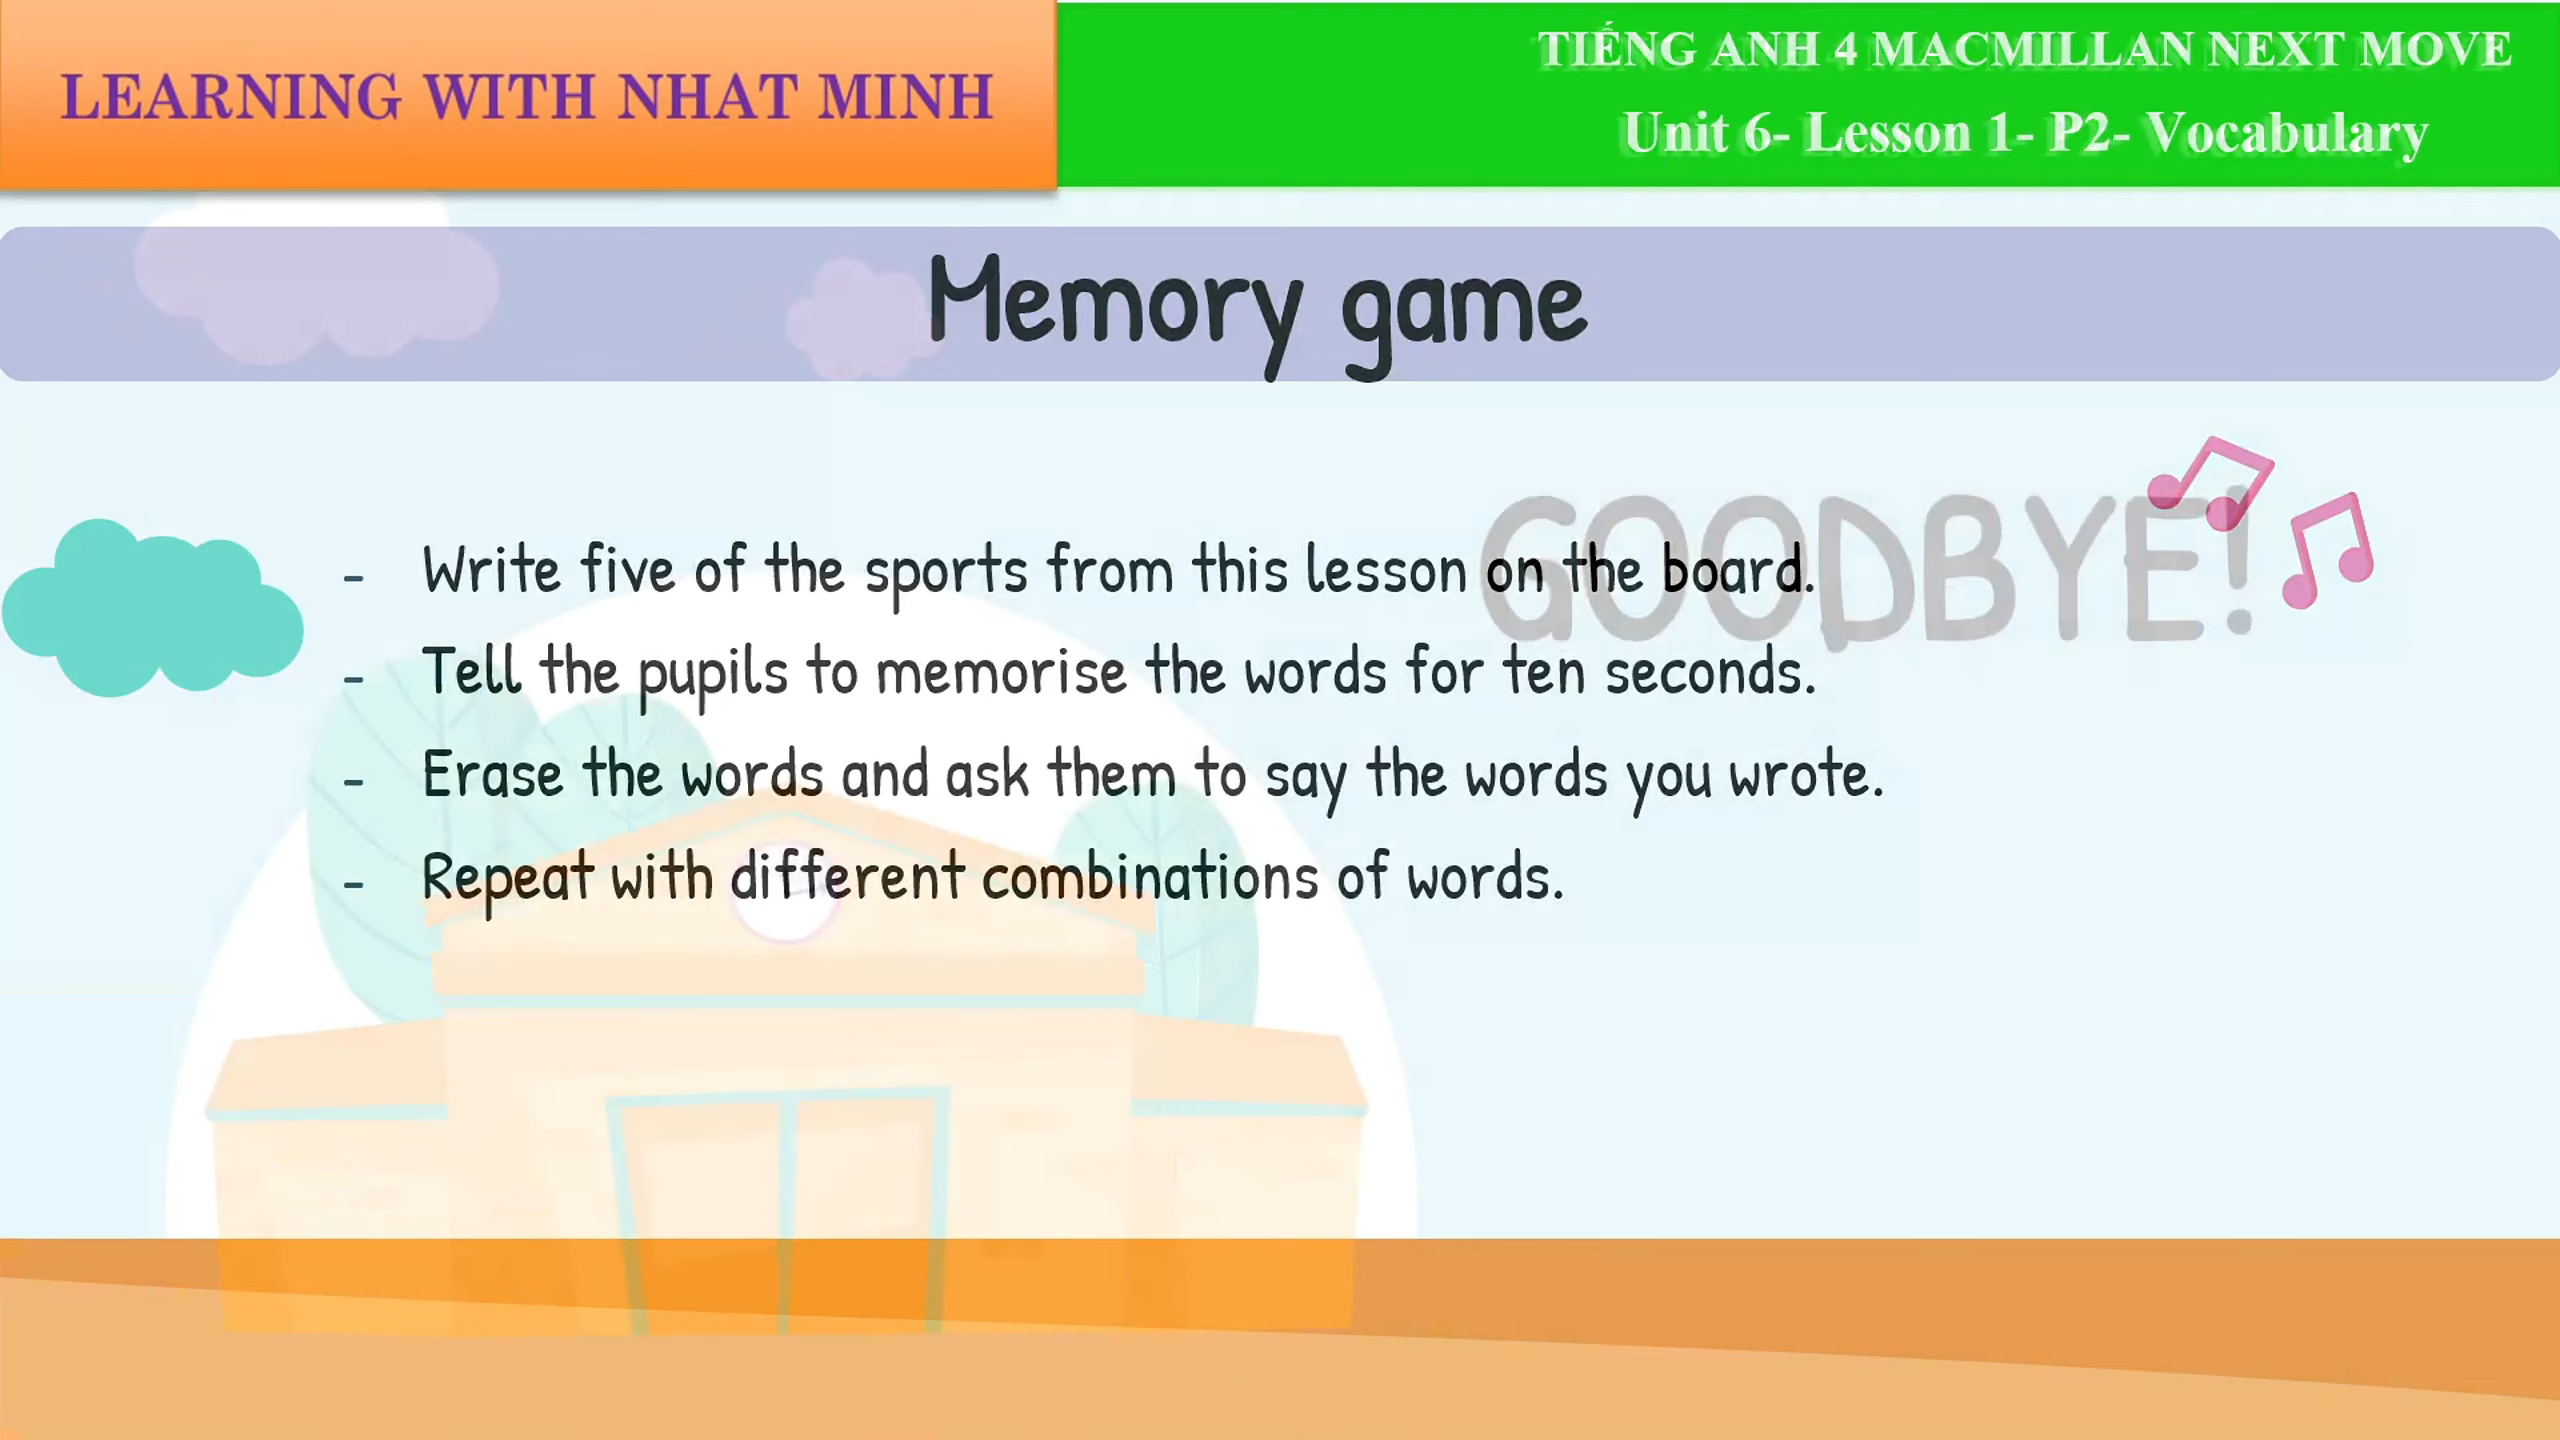 LEARNING WITH NHAT MINH
TIẾNG ANH 4 MACMILLAN NEXT MOVE
Unit 6- Lesson 1- P2- Vocabulary
Memory game
GOODBYE!
- Write five of the sports from this lesson on the board.
- Tell the pupils to memorise the words for ten seconds.
- Erase the words and ask them to say the words you wrote.
- Repeat with different combinations of words.